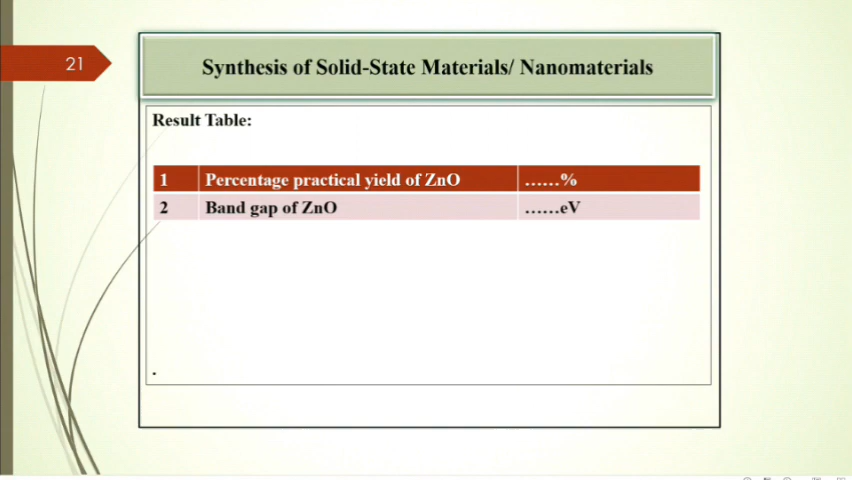 21
Synthesis of Solid-State Materials/ Nanomaterials
Result Table:
1 Percentage practical yield of ZnO ......%
2 Band gap of ZnO ......eV
.